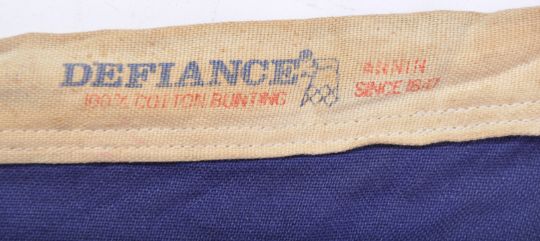 DEFIANCE®
100% COTTON BUNTING
ANNIN
SINCE 1847